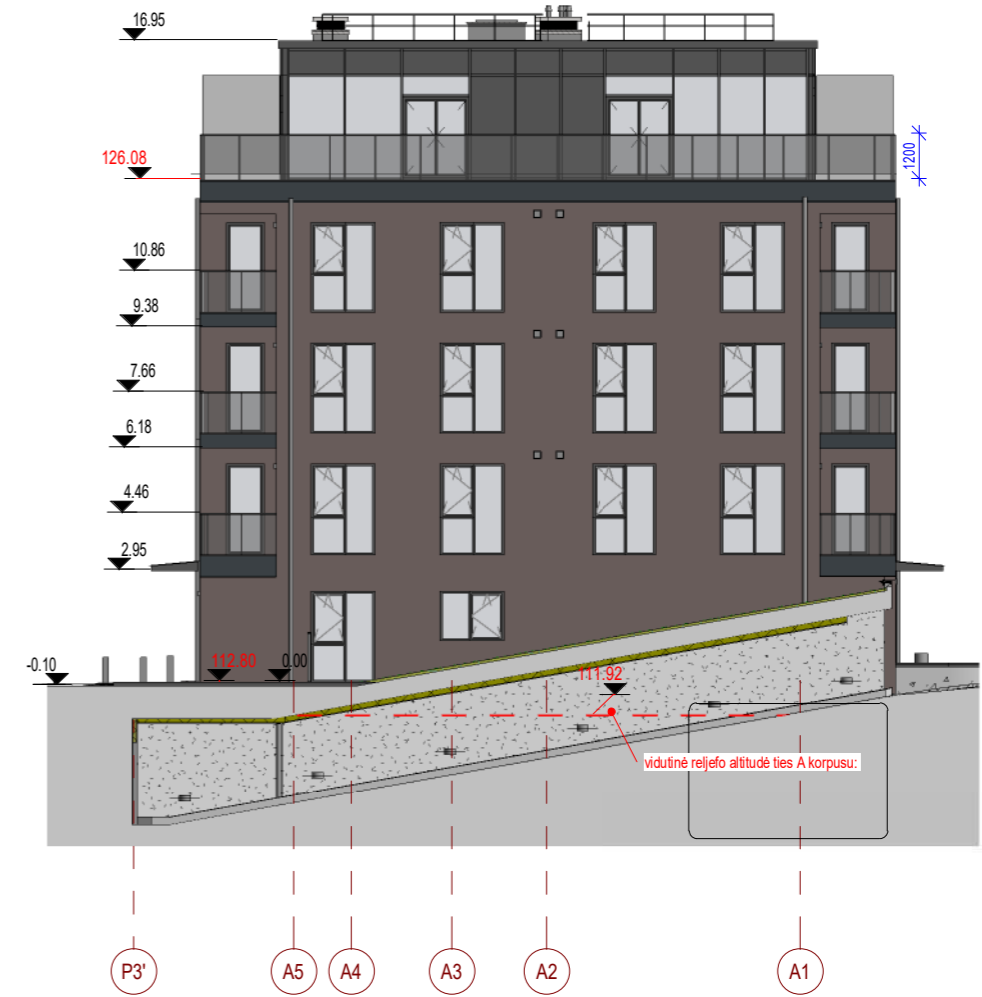 16.95
126.08
1200
10.86
9.38
7.66
6.18
4.46
2.95
-0.10
112.80
0.00
111.92
vidutinė reljefo altitudė ties A korpusu:
P3'
A5
A4
A3
A2
A1